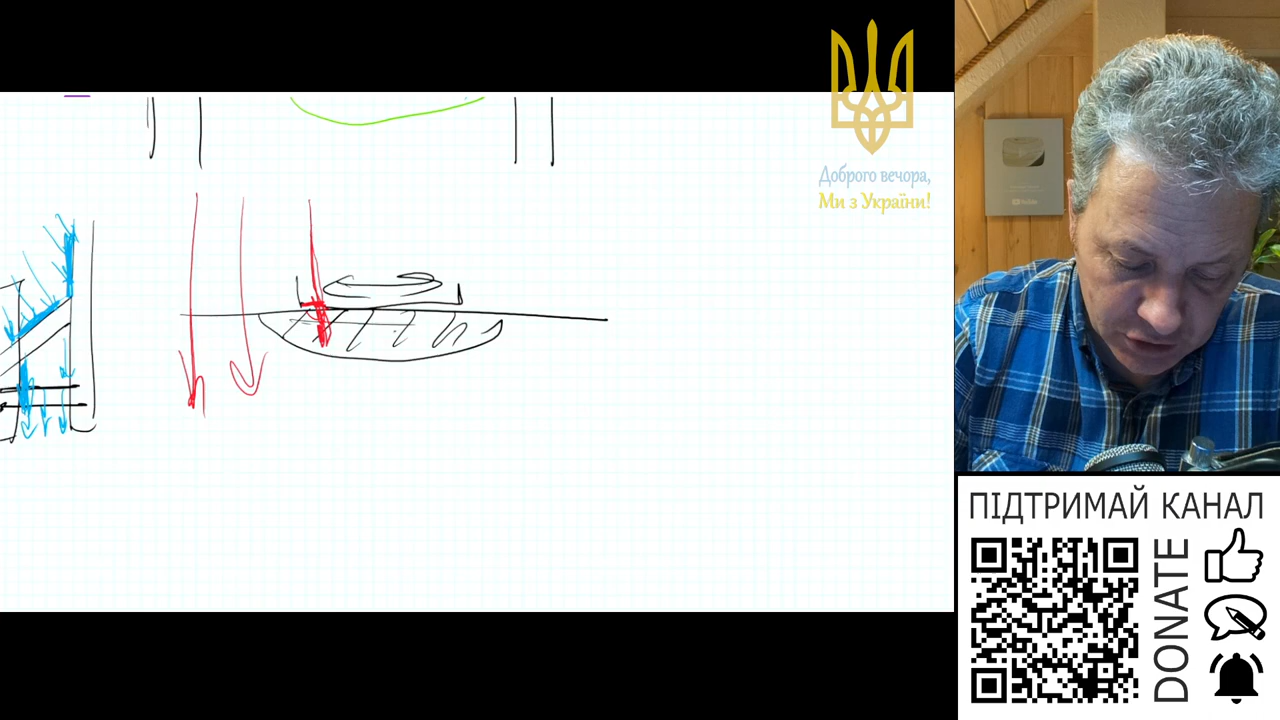 Доброго вечора,
Ми з України!
ПІДТРИМАЙ КАНАЛ
DONATE